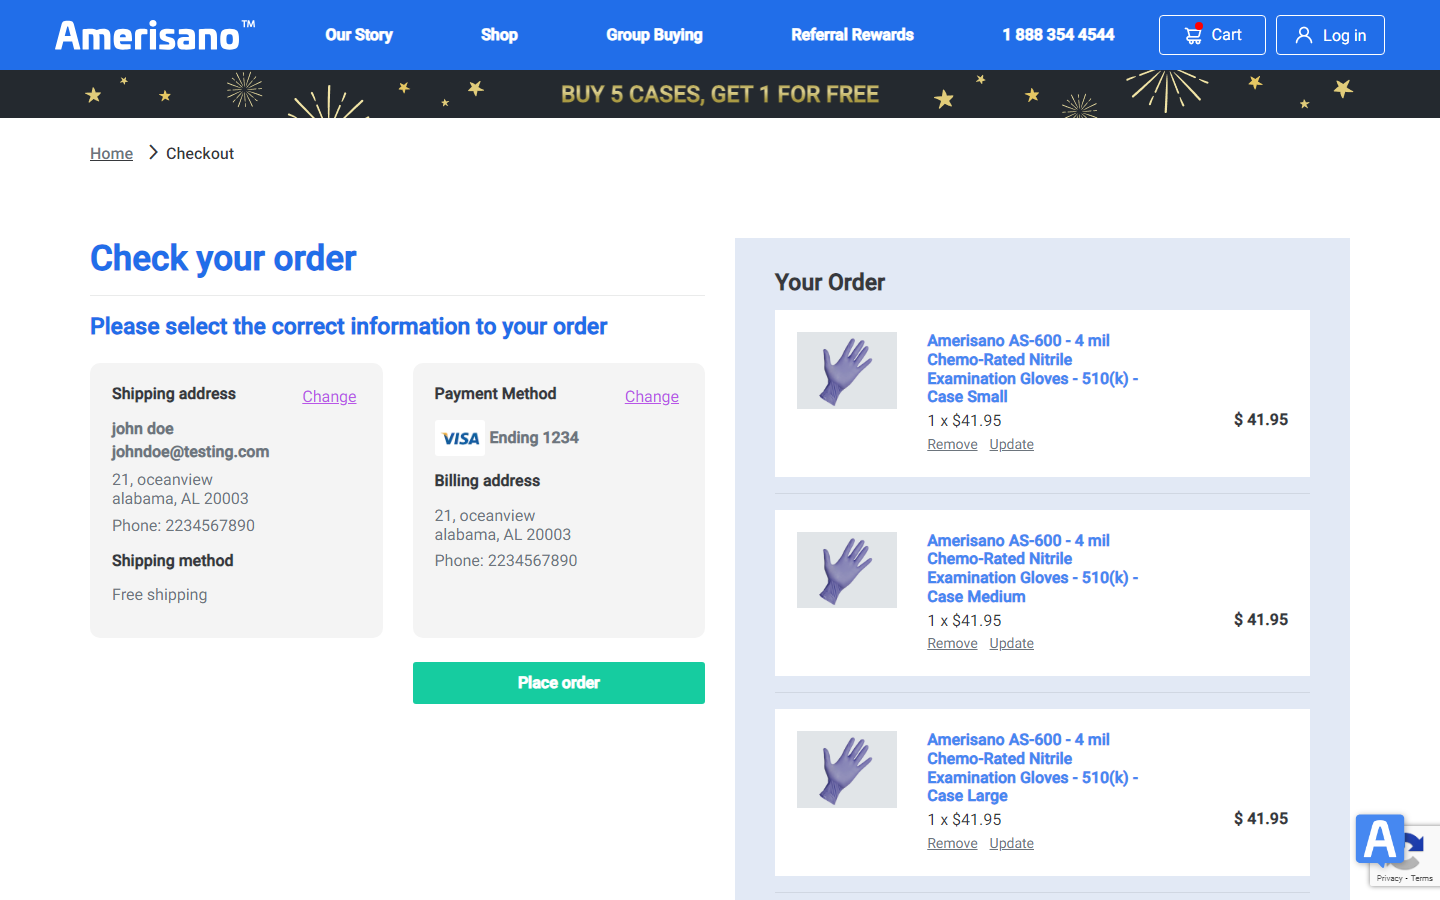 Amerisano™
Our Story
Shop
Group Buying
Referral Rewards
1 888 354 4544
Cart
Log in
BUY 5 CASES, GET 1 FOR FREE
Home
Checkout
Check your order
Please select the correct information to your order
Shipping address
Change
john doe
johndoe@testing.com
21, oceanview
alabama, AL 20003
Phone: 2234567890
Shipping method
Free shipping
Payment Method
Change
VISA Ending 1234
Billing address
21, oceanview
alabama, AL 20003
Phone: 2234567890
Place order
Your Order
Amerisano AS-600 - 4 mil
Chemo-Rated Nitrile
Examination Gloves - 510(k) -
Case Small
1 x $41.95
$ 41.95
Remove Update
Amerisano AS-600 - 4 mil
Chemo-Rated Nitrile
Examination Gloves - 510(k) -
Case Medium
1 x $41.95
$ 41.95
Remove Update
Amerisano AS-600 - 4 mil
Chemo-Rated Nitrile
Examination Gloves - 510(k) -
Case Large
1 x $41.95
$ 41.95
Remove Update
A
Privacy - Terms